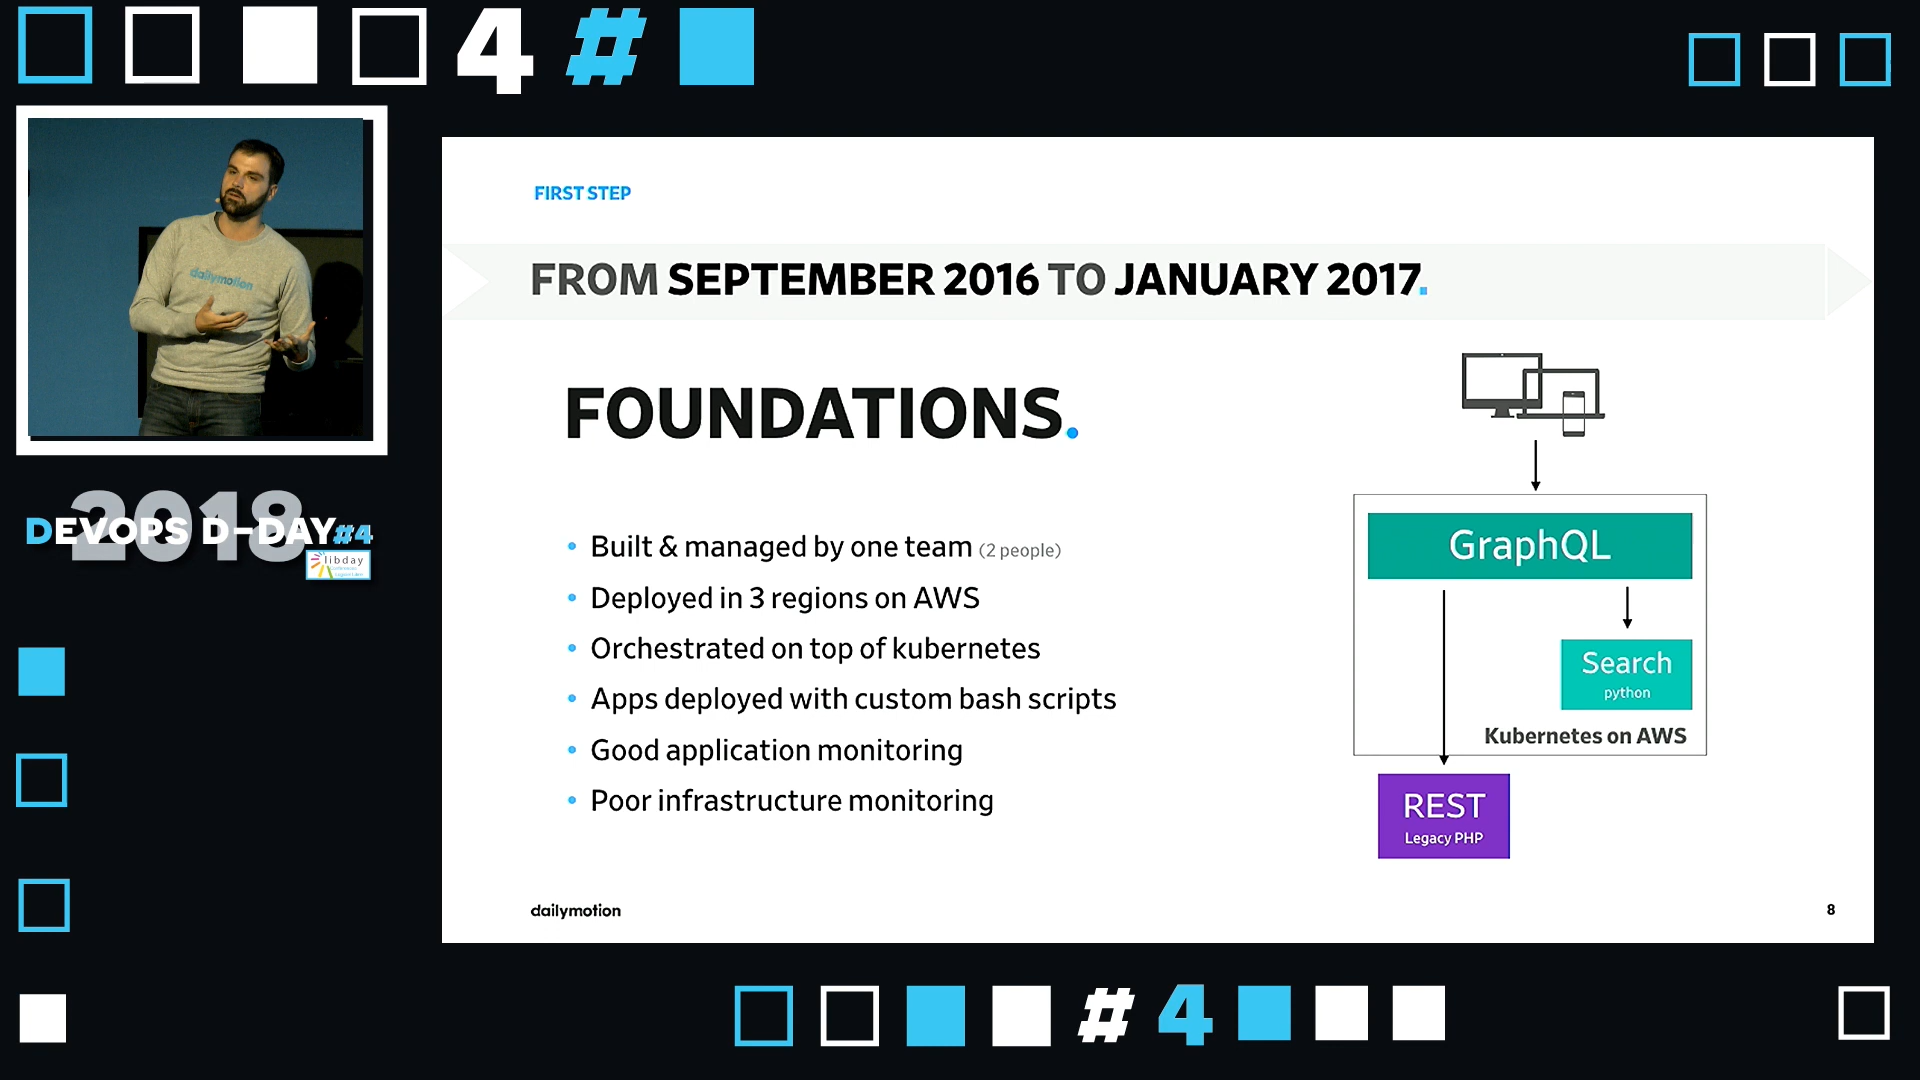 4 #
dailymotion
2018
DEVOPS D-DAY#4
libday
FIRST STEP
FROM SEPTEMBER 2016 TO JANUARY 2017.
FOUNDATIONS.
• Built & managed by one team (2 people)
• Deployed in 3 regions on AWS
• Orchestrated on top of kubernetes
• Apps deployed with custom bash scripts
• Good application monitoring
• Poor infrastructure monitoring
GraphQL
Search
python
Kubernetes on AWS
REST
Legacy PHP
dailymotion
8
# 4